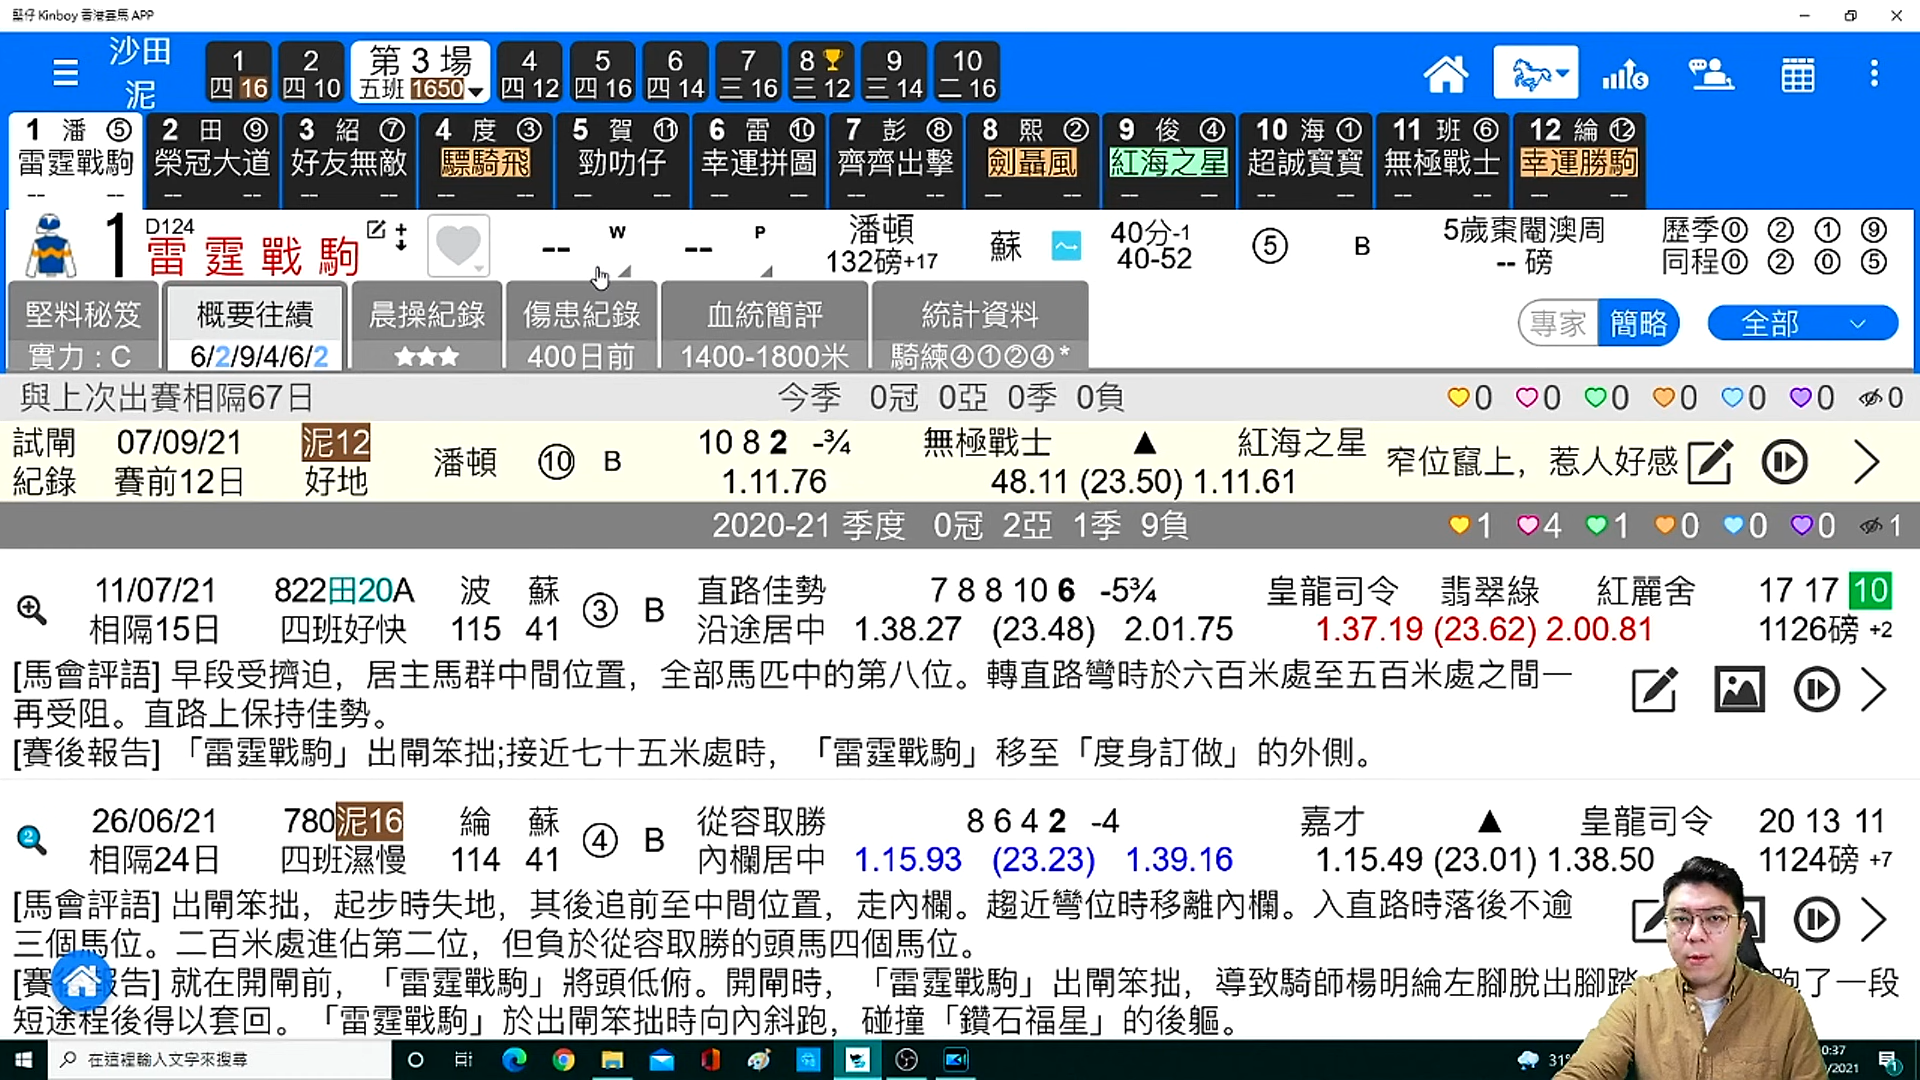 堅仔 Kinboy 香港賽馬 APP
沙田
泥
1
四 16
2
四 10
第 3 場
五班 1650
4
四 12
5
四 16
6
四 14
7
三 16
8
三 12
9
三 14
10
二 16
1 潘 ⑤
雷霆戰駒
-- --
2 田 ⑨
榮冠大道
-- --
3 紹 ⑦
好友無敵
-- --
4 度 ③
驃騎飛
-- --
5 賀 ⑪
勁叻仔
-- --
6 雷 ⑩
幸運拼圖
-- --
7 彭 ⑧
齊齊出擊
-- --
8 熙 ②
劍聶風
-- --
9 俊 ④
紅海之星
-- --
10 海 ①
超誠寶寶
-- --
11 班 ⑥
無極戰士
-- --
12 綸 ⑫
幸運勝駒
-- --
1
D124
雷霆戰駒
-- W
-- P
潘頓
132磅+17
蘇
40分-1
40-52
⑤
B
5歲棗閹澳周
-- 磅
歷季⓪ ② ① ⑨
同程⓪ ② ⓪ ⑤
堅料秘笈
實力 : C
概要往績
6/2/9/4/6/2
晨操紀錄
★★★
傷患紀錄
400日前
血統簡評
1400-1800米
統計資料
騎練④①②④*
專家 簡略
全部
與上次出賽相隔67日 今季 0冠 0亞 0季 0負 0 0 0 0 0 0 0
試閘 07/09/21 泥12 潘頓 ⑩ B 10 8 2 -¾ 無極戰士 ▲ 紅海之星 窄位竄上，惹人好感
紀錄 賽前12日 好地 1.11.76 48.11 (23.50) 1.11.61
2020-21 季度 0冠 2亞 1季 9負 1 4 1 0 0 0 1
11/07/21 822田20A 波 蘇 ③ B 直路佳勢 7 8 8 10 6 -5¾ 皇龍司令 翡翠綠 紅麗舍 17 17 10
相隔15日 四班好快 115 41 沿途居中 1.38.27 (23.48) 2.01.75 1.37.19 (23.62) 2.00.81 1126磅 +2
[馬會評語] 早段受擠迫，居主馬群中間位置，全部馬匹中的第八位。轉直路彎時於六百米處至五百米處之間一
再受阻。直路上保持佳勢。
[賽後報告] 「雷霆戰駒」出閘笨拙;接近七十五米處時，「雷霆戰駒」移至「度身訂做」的外側。
2
26/06/21 780泥16 綸 蘇 ④ B 從容取勝 8 6 4 2 -4 嘉才 ▲ 皇龍司令 20 13 11
相隔24日 四班濕慢 114 41 內欄居中 1.15.93 (23.23) 1.39.16 1.15.49 (23.01) 1.38.50 1124磅 +7
[馬會評語] 出閘笨拙，起步時失地，其後追前至中間位置，走內欄。趨近彎位時移離內欄。入直路時落後不逾
三個馬位。二百米處進佔第二位，但負於從容取勝的頭馬四個馬位。
[賽 報告] 就在開閘前，「雷霆戰駒」將頭低俯。開閘時，「雷霆戰駒」出閘笨拙，導致騎師楊明綸左腳脫出腳踏 跑了一段
短途程後得以套回。「雷霆戰駒」於出閘笨拙時向內斜跑，碰撞「鑽石福星」的後軀。
在這裡輸入文字來搜尋
31°
0:37
/2021
1